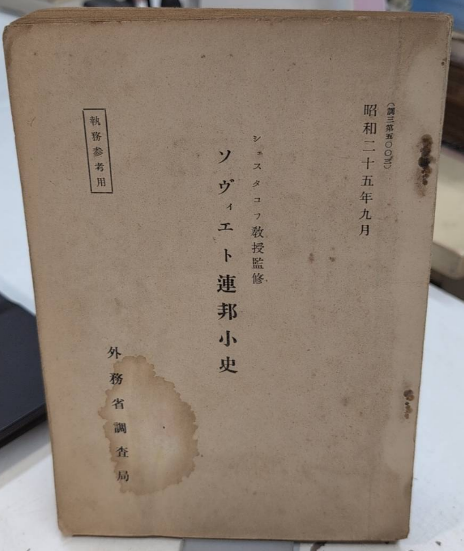 (調三第五〇〇三)
昭和二十五年九月
シェスタコフ教授監修
ソヴィエト連邦小史
執務参考用
外務省調査局